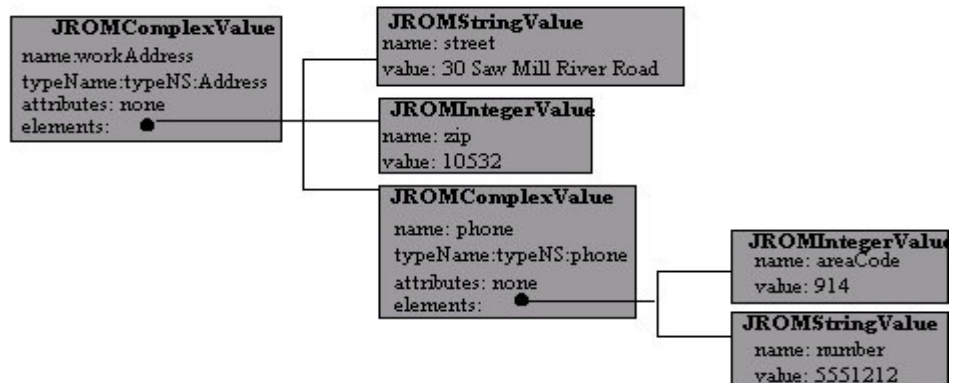 JROMComplexValue
name:workAddress
typeName:typeNS:Address
attributes: none
elements:
JROMStringValue
name: street
value: 30 Saw Mill River Road
JROMIntegerValue
name: zip
value: 10532
JROMComplexValue
name: phone
typeName:typeNS:phone
attributes: none
elements:
JROMIntegerValue
name: areaCode
value: 914
JROMStringValue
name: number
value: 5551212